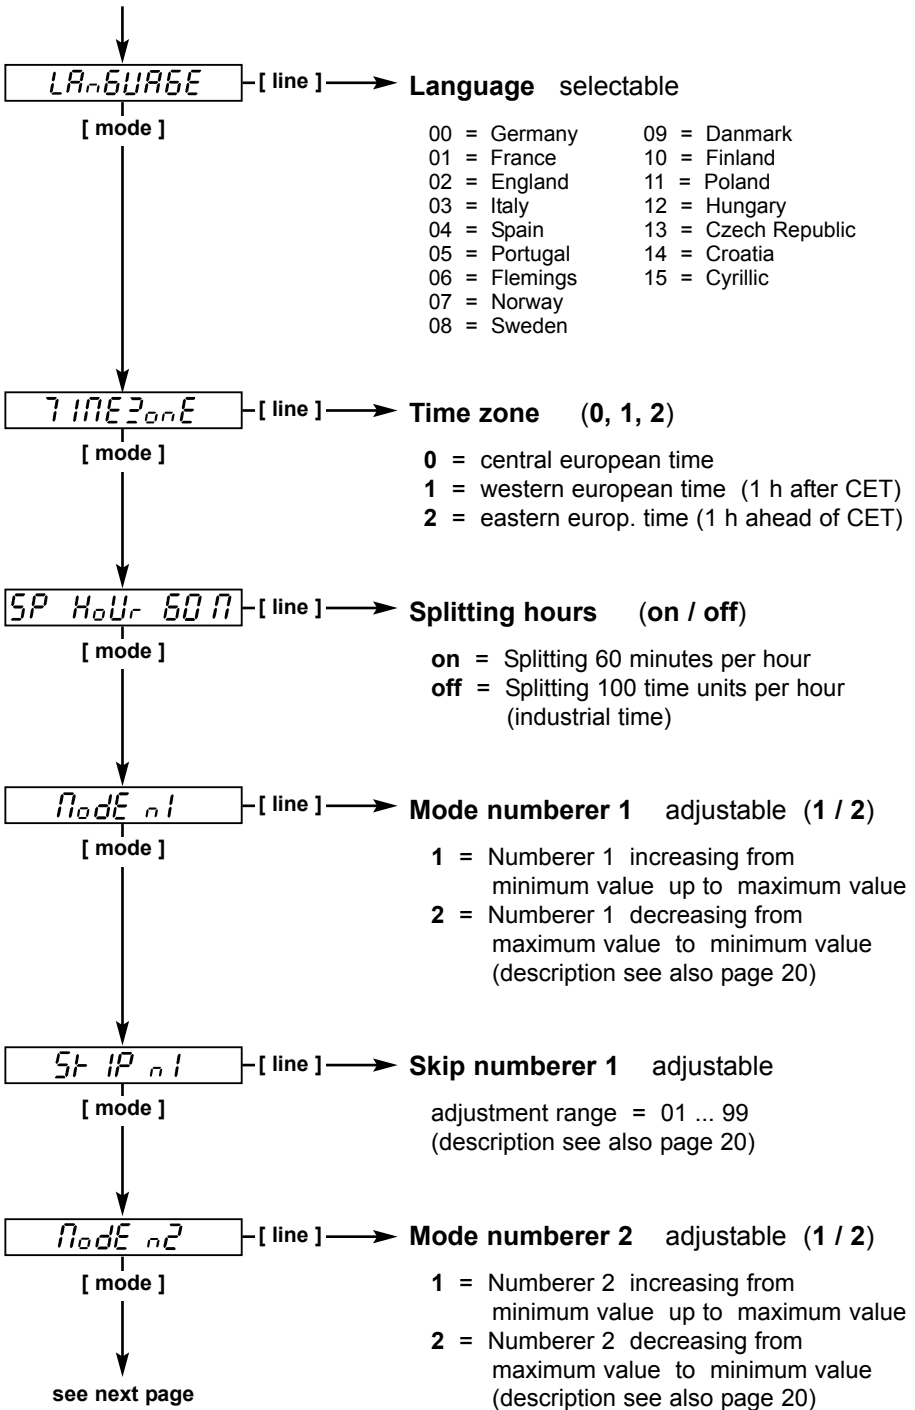 LAnGUAGE [ line ] Language selectable
[ mode ]
00 = Germany 09 = Danmark
01 = France 10 = Finland
02 = England 11 = Poland
03 = Italy 12 = Hungary
04 = Spain 13 = Czech Republic
05 = Portugal 14 = Croatia
06 = Flemings 15 = Cyrillic
07 = Norway
08 = Sweden
TIMEZonE [ line ] Time zone (0, 1, 2)
[ mode ]
0 = central european time
1 = western european time (1 h after CET)
2 = eastern europ. time (1 h ahead of CET)
SP HoUr 60 M [ line ] Splitting hours (on / off)
[ mode ]
on = Splitting 60 minutes per hour
off = Splitting 100 time units per hour
(industrial time)
ModE n1 [ line ] Mode numberer 1 adjustable (1 / 2)
[ mode ]
1 = Numberer 1 increasing from
minimum value up to maximum value
2 = Numberer 1 decreasing from
maximum value to minimum value
(description see also page 20)
SkIP n1 [ line ] Skip numberer 1 adjustable
[ mode ]
adjustment range = 01 ... 99
(description see also page 20)
ModE n2 [ line ] Mode numberer 2 adjustable (1 / 2)
[ mode ]
1 = Numberer 2 increasing from
minimum value up to maximum value
2 = Numberer 2 decreasing from
maximum value to minimum value
see next page
(description see also page 20)